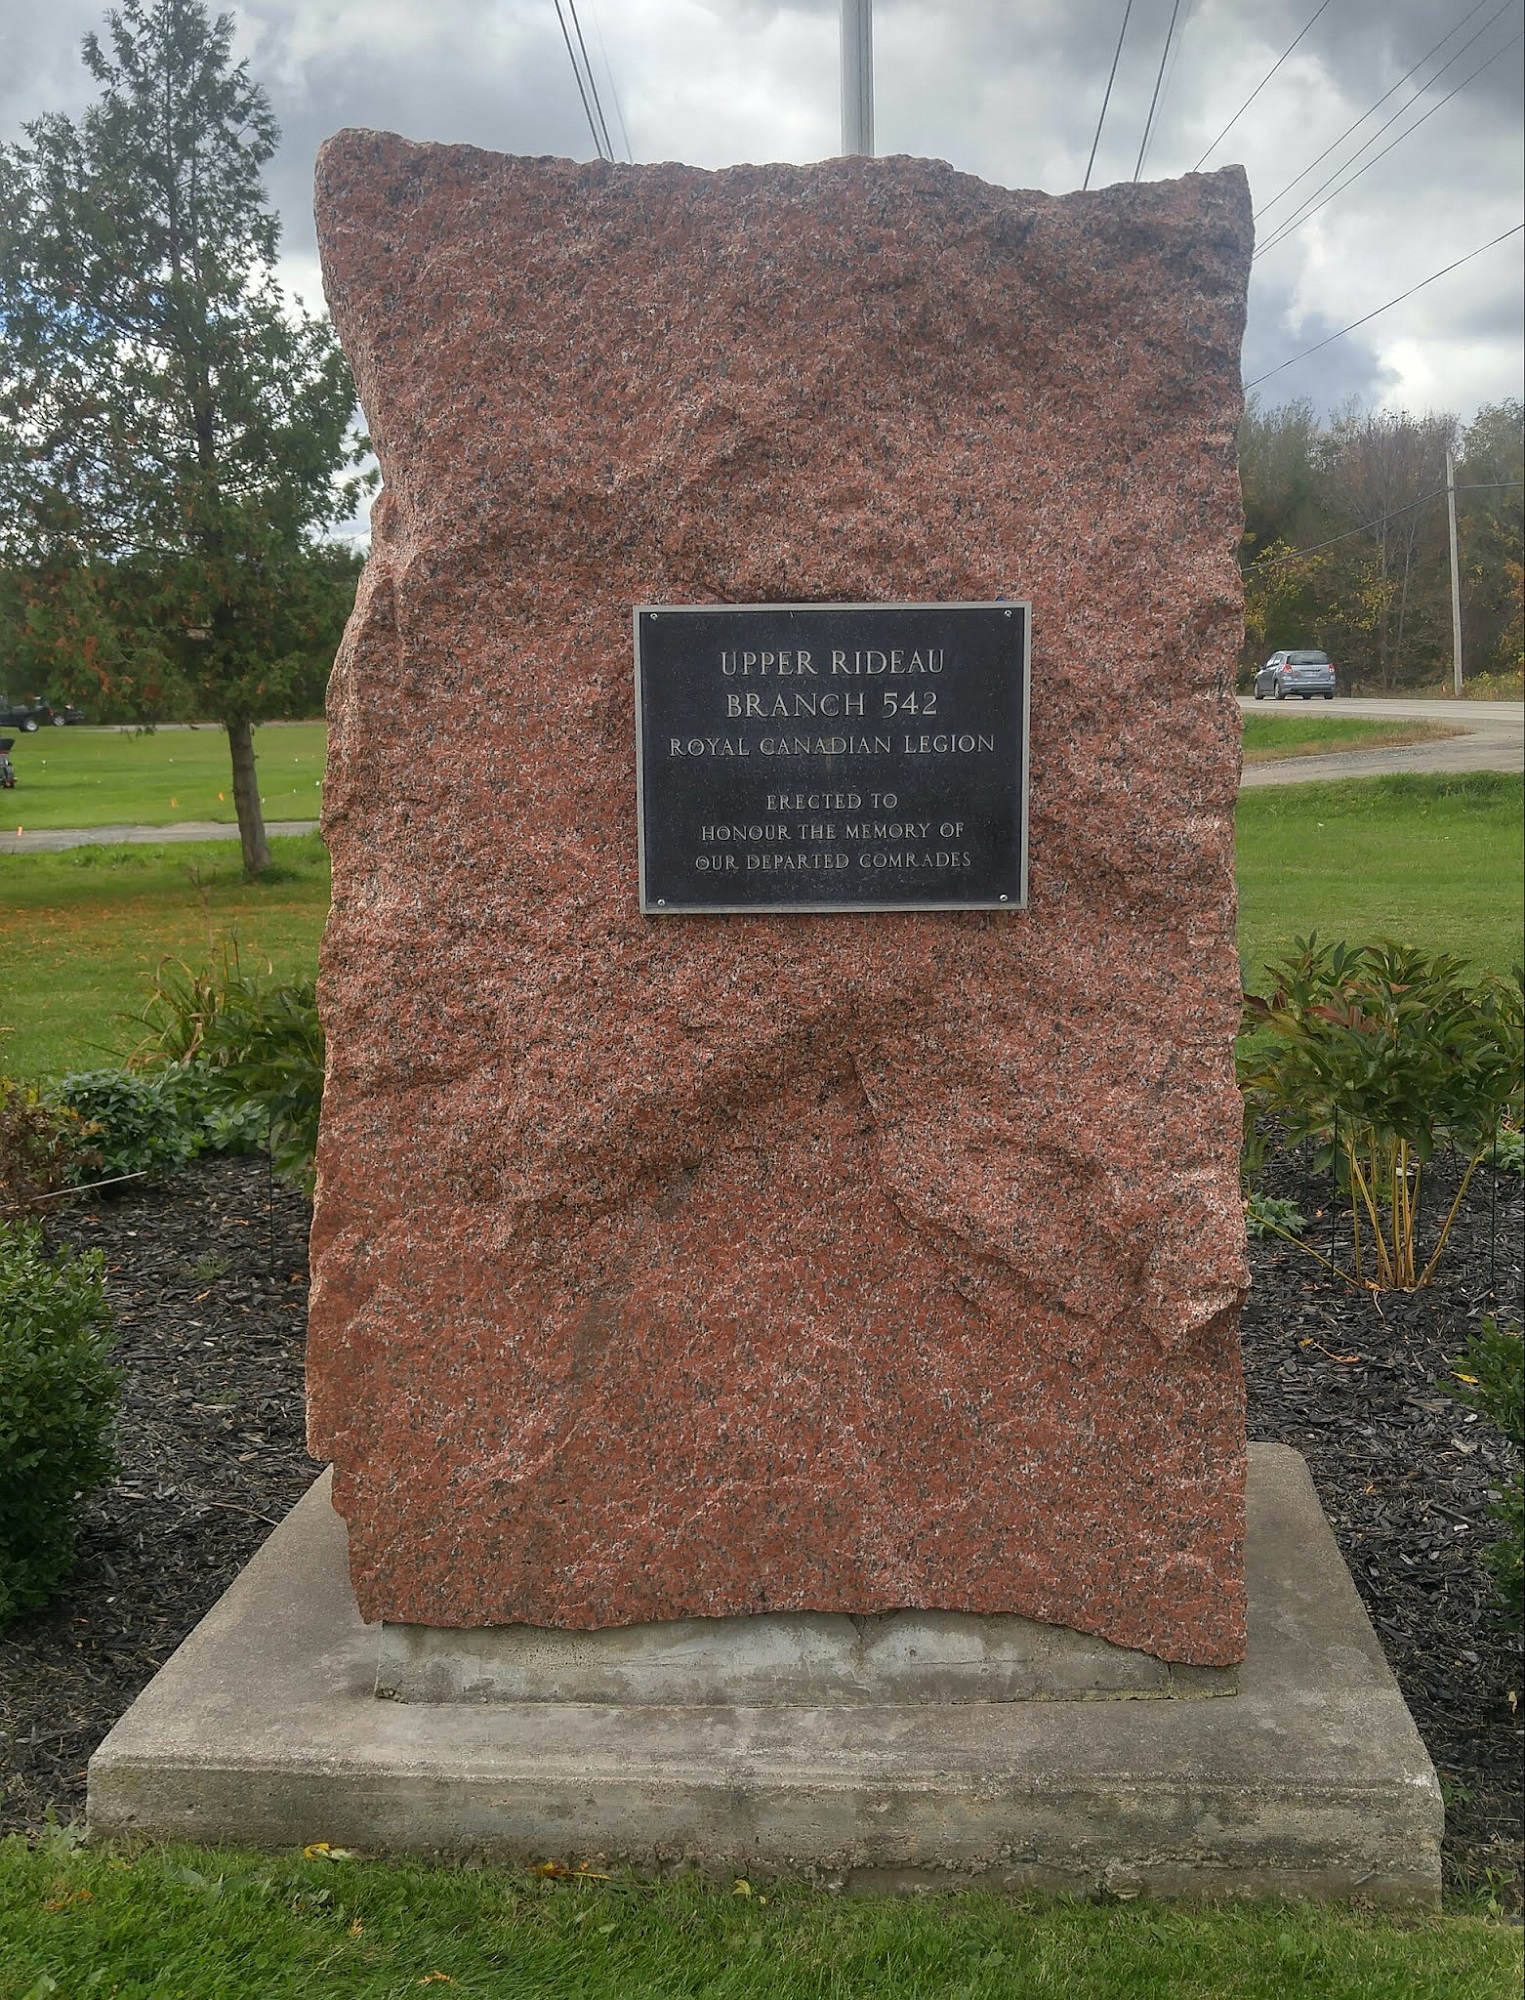 UPPER RIDEAU
BRANCH 542
ROYAL CANADIAN LEGION
ERECTED TO
HONOUR THE MEMORY OF
OUR DEPARTED COMRADES